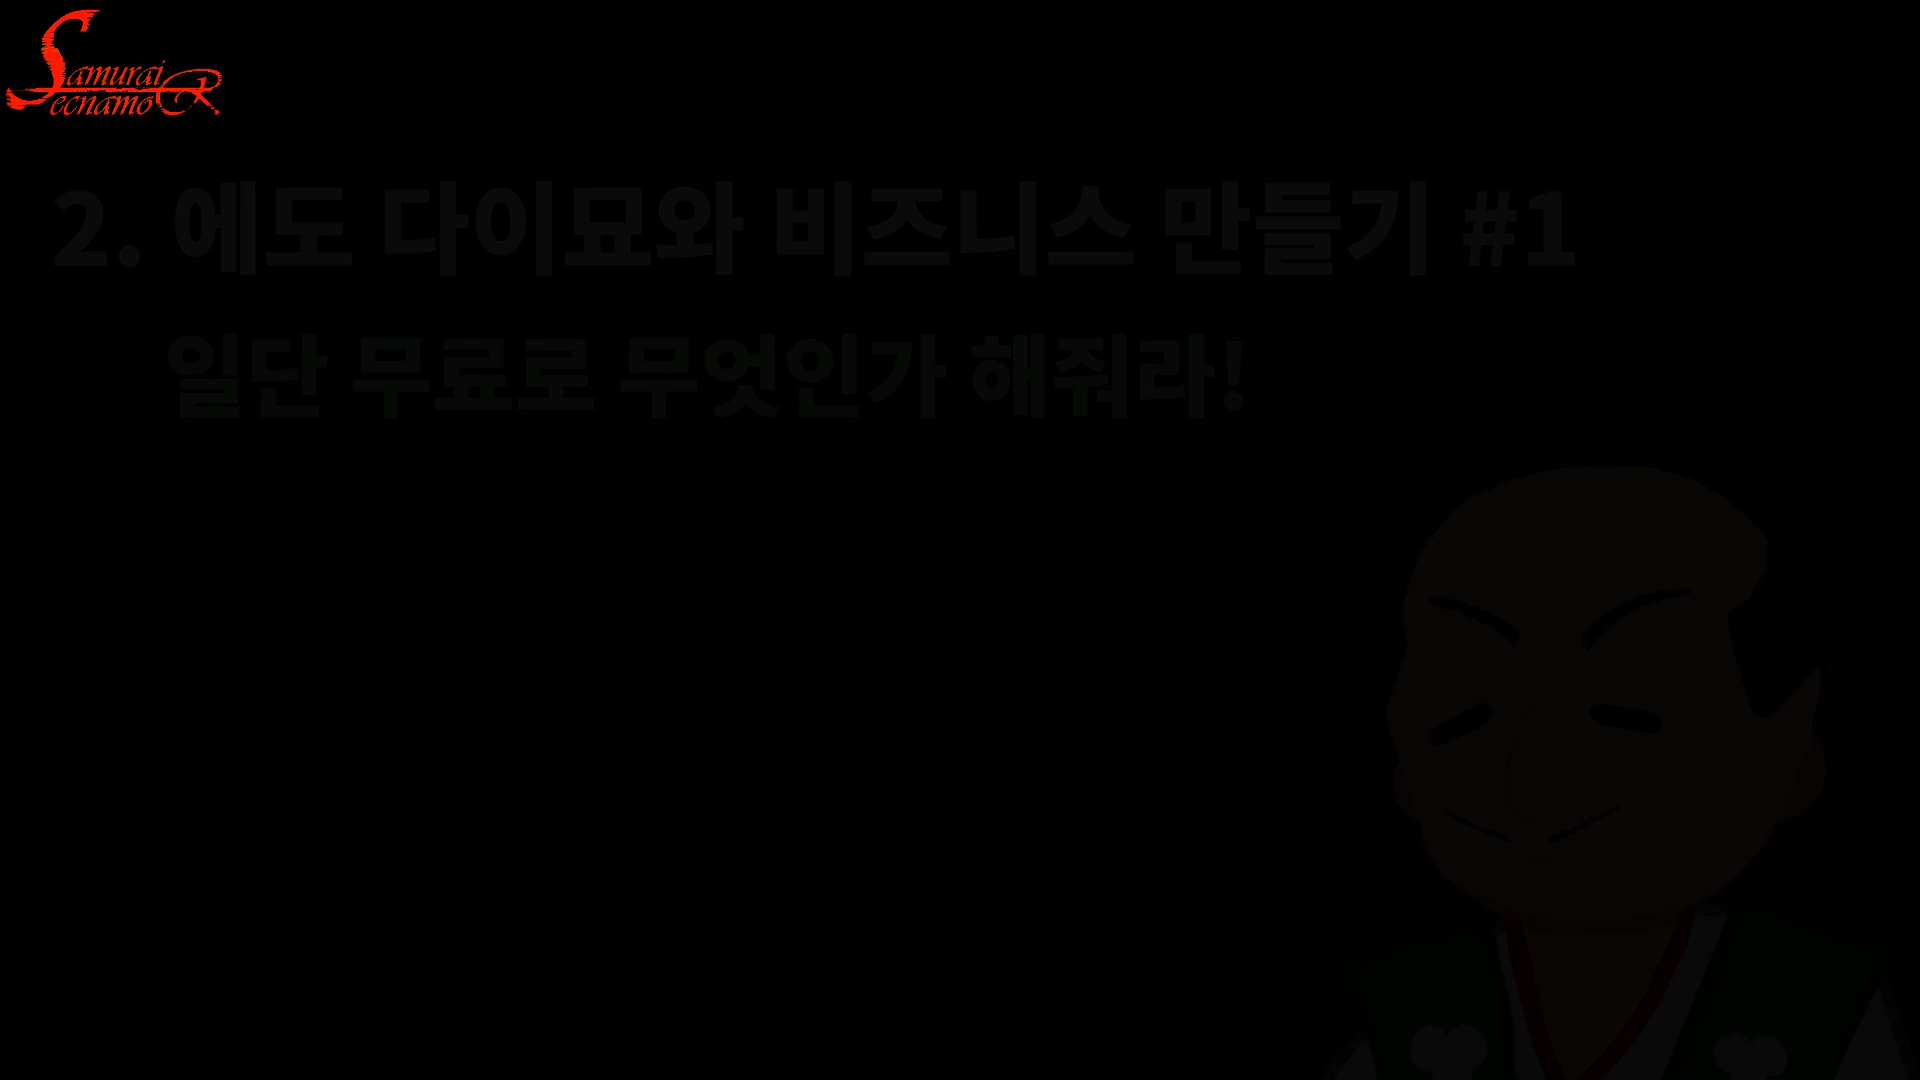 Samurai
ecnamoR
2. 에도 다이묘와 비즈니스 만들기 #1
일단 무료로 무엇인가 해줘라!